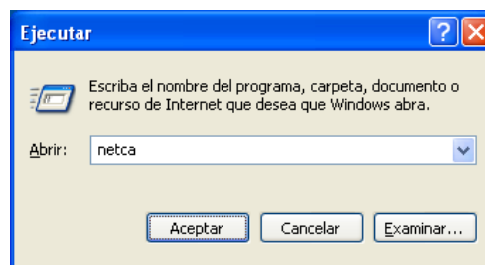 Ejecutar
Escriba el nombre del programa, carpeta, documento o
recurso de Internet que desea que Windows abra.
Abrir: netca
Aceptar Cancelar Examinar...